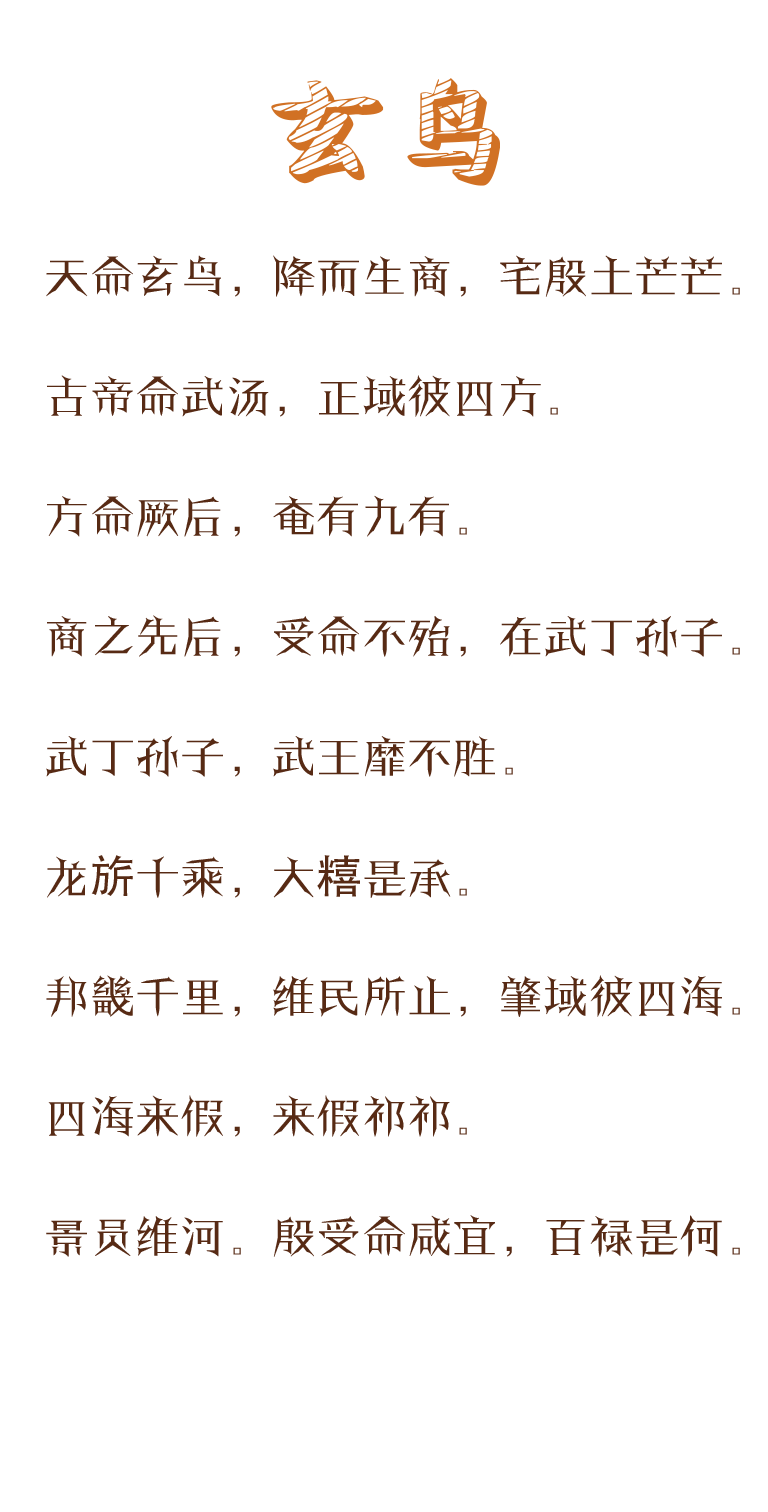 玄鸟
天命玄鸟，降而生商，宅殷土芒芒。
古帝命武汤，正域彼四方。
方命厥后，奄有九有。
商之先后，受命不殆，在武丁孙子。
武丁孙子，武王靡不胜。
龙旂十乘，大糦是承。
邦畿千里，维民所止，肇域彼四海。
四海来假，来假祁祁。
景员维河。殷受命咸宜，百禄是何。